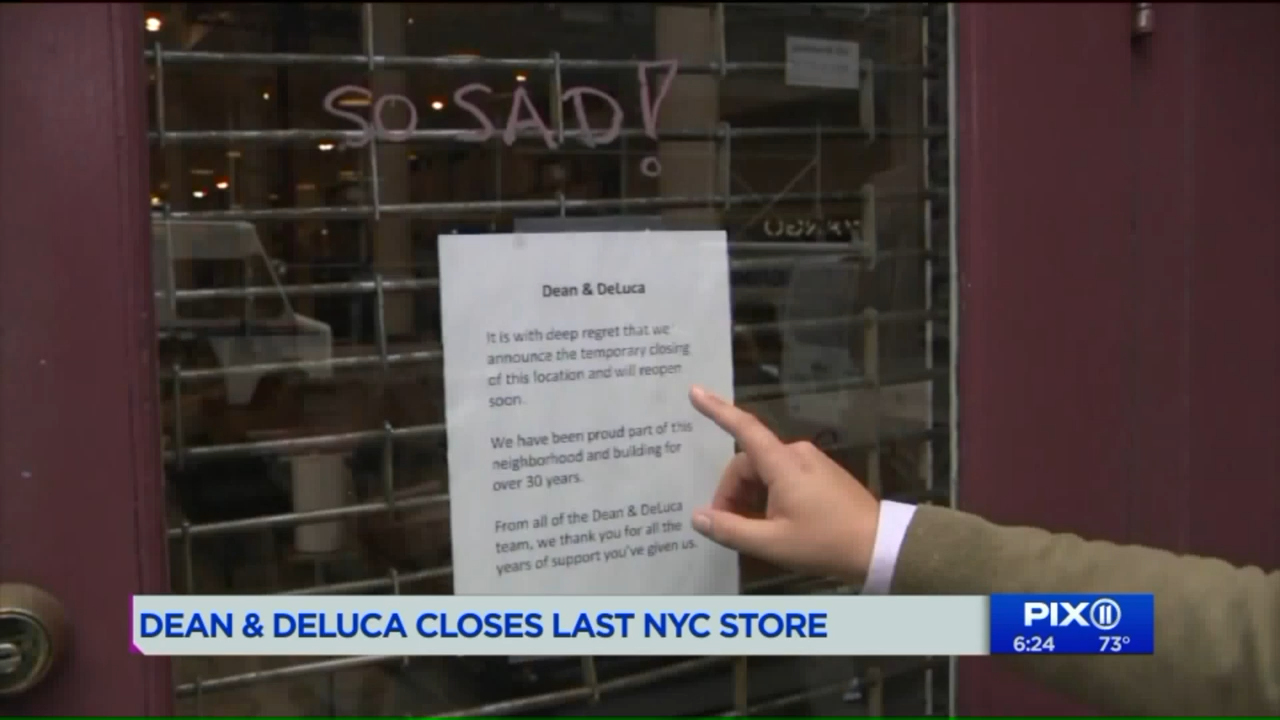 SO SAD!
Dean & DeLuca
It is with deep regret that we
announce the temporary closing
of this location and will reopen
soon.
We have been proud part of this
neighborhood and building for
over 30 years.
From all of the Dean & DeLuca
team, we thank you for all the
years of support you've given us.
DEAN & DELUCA CLOSES LAST NYC STORE
PIX 11
6:24 73°